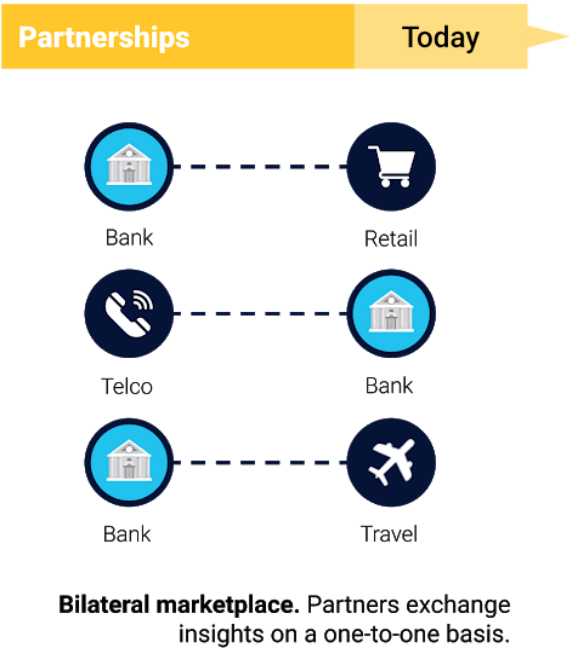 Partnerships Today
Bank Retail
Telco Bank
Bank Travel
Bilateral marketplace. Partners exchange
insights on a one-to-one basis.